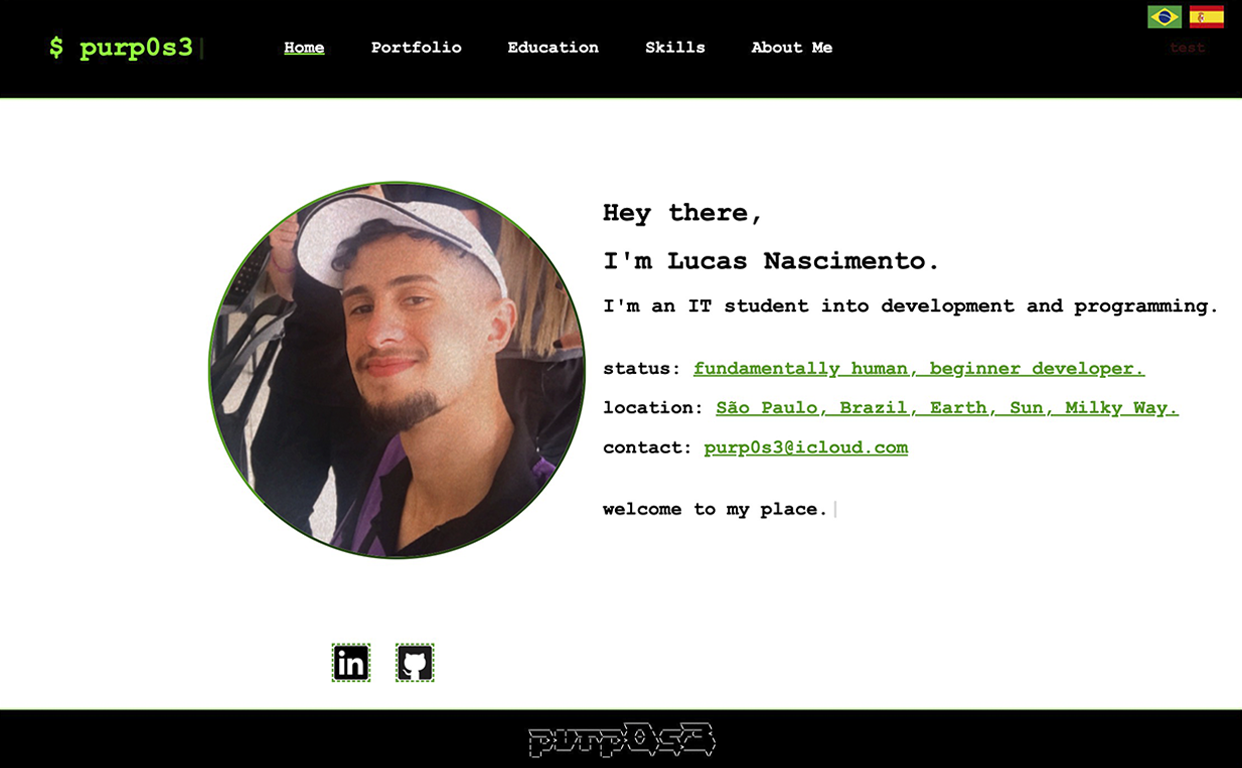 $ purp0s3
Home Portfolio Education Skills About Me
test
Hey there,
I'm Lucas Nascimento.
I'm an IT student into development and programming.
status: fundamentally human, beginner developer.
location: São Paulo, Brazil, Earth, Sun, Milky Way.
contact: purp0s3@icloud.com
welcome to my place.
in
purp0s3